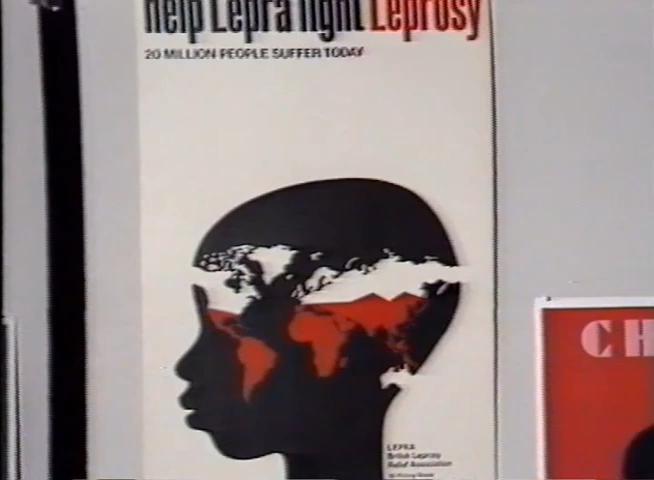 Help Lepra fight Leprosy
20 MILLION PEOPLE SUFFER TODAY
CH
LEPRA
British Leprosy
Relief Association